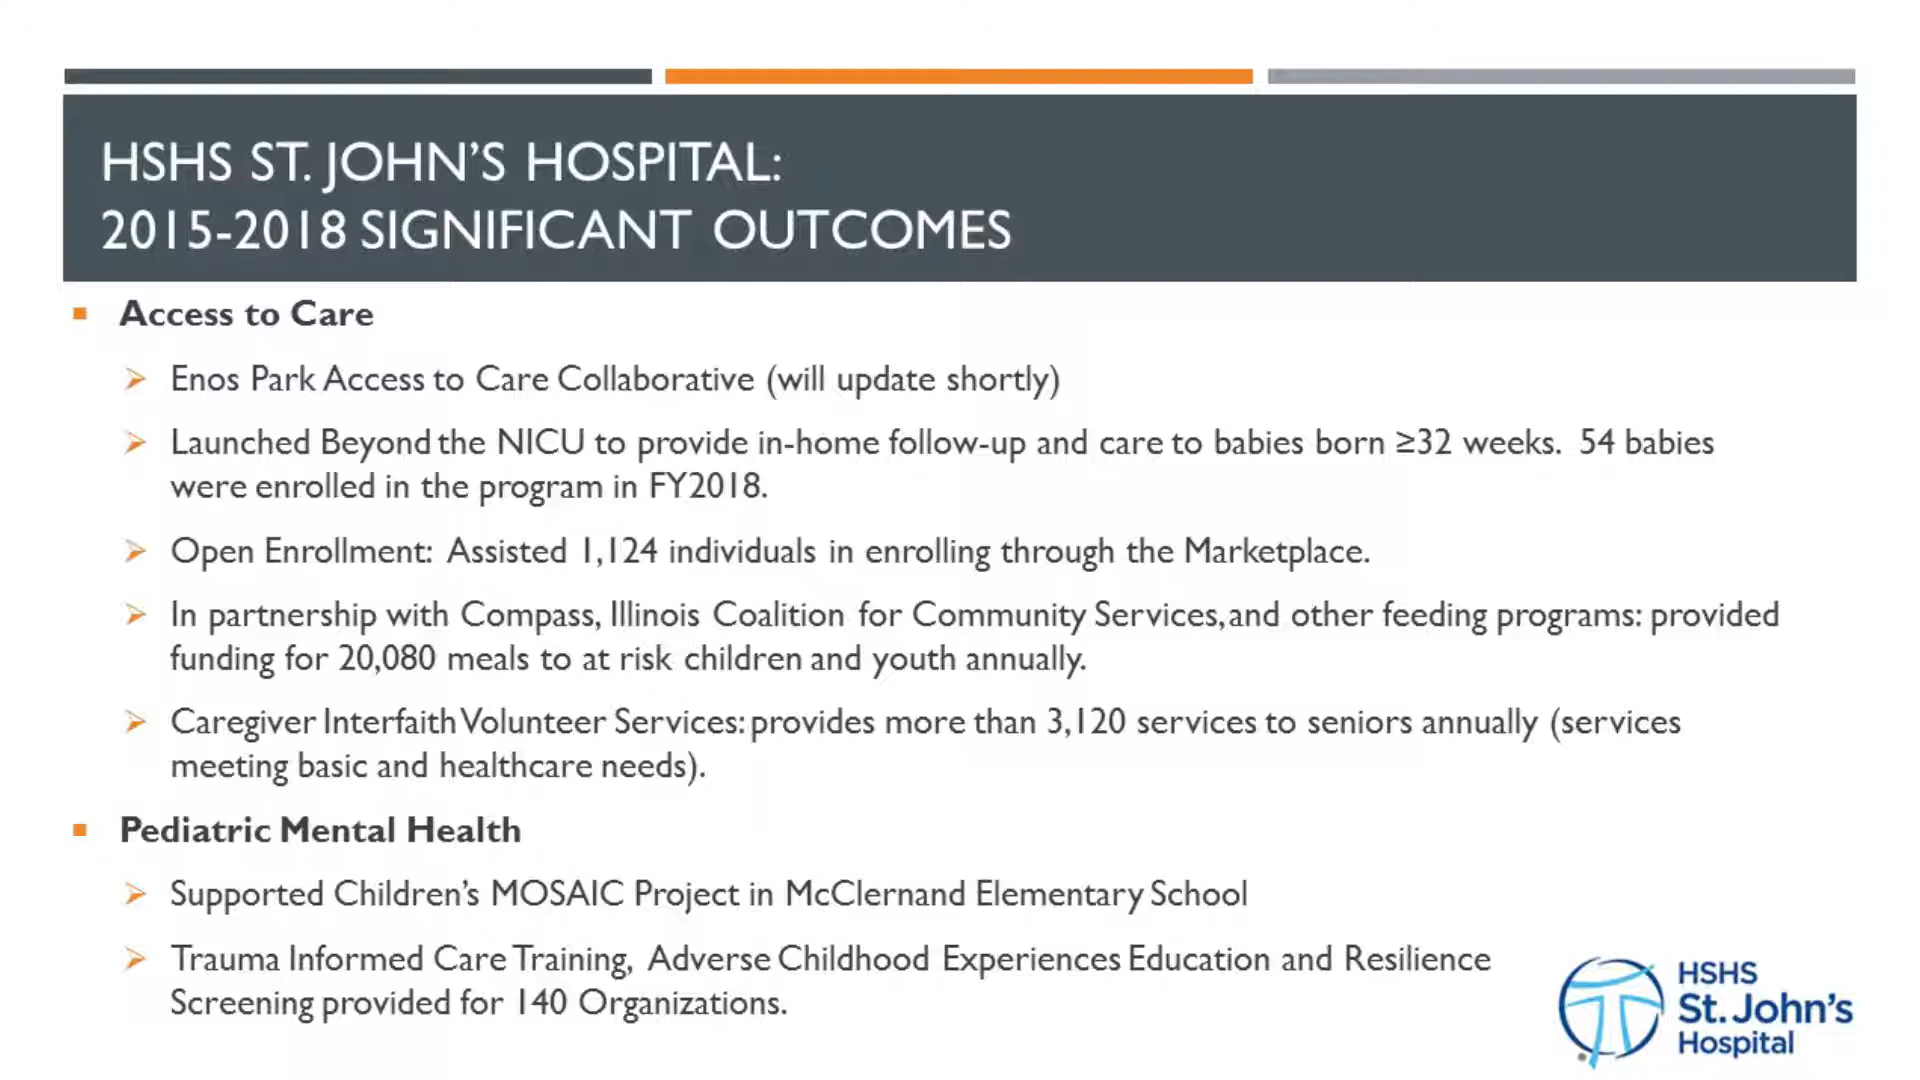 HSHS ST. JOHN'S HOSPITAL:
2015-2018 SIGNIFICANT OUTCOMES
Access to Care
Enos Park Access to Care Collaborative (will update shortly)
Launched Beyond the NICU to provide in-home follow-up and care to babies born ≥32 weeks. 54 babies
were enrolled in the program in FY2018.
Open Enrollment: Assisted 1,124 individuals in enrolling through the Marketplace.
In partnership with Compass, Illinois Coalition for Community Services, and other feeding programs: provided
funding for 20,080 meals to at risk children and youth annually.
Caregiver Interfaith Volunteer Services: provides more than 3,120 services to seniors annually (services
meeting basic and healthcare needs).
Pediatric Mental Health
Supported Children's MOSAIC Project in McClernand Elementary School
Trauma Informed Care Training, Adverse Childhood Experiences Education and Resilience
Screening provided for 140 Organizations.
HSHS
St. John's
Hospital